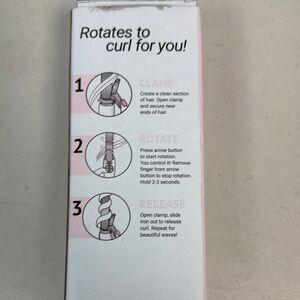 Rotates to
curl for you!
1
CLAMP
Create a clean section
of hair. Open clamp
and secure near
ends of hair.
2
ROTATE
Press arrow button
to start rotation.
You control it! Remove
finger from arrow
button to stop rotation.
Hold 2-3 seconds.
3
RELEASE
Open clamp, slide
iron out to release
curl. Repeat for
beautiful waves!